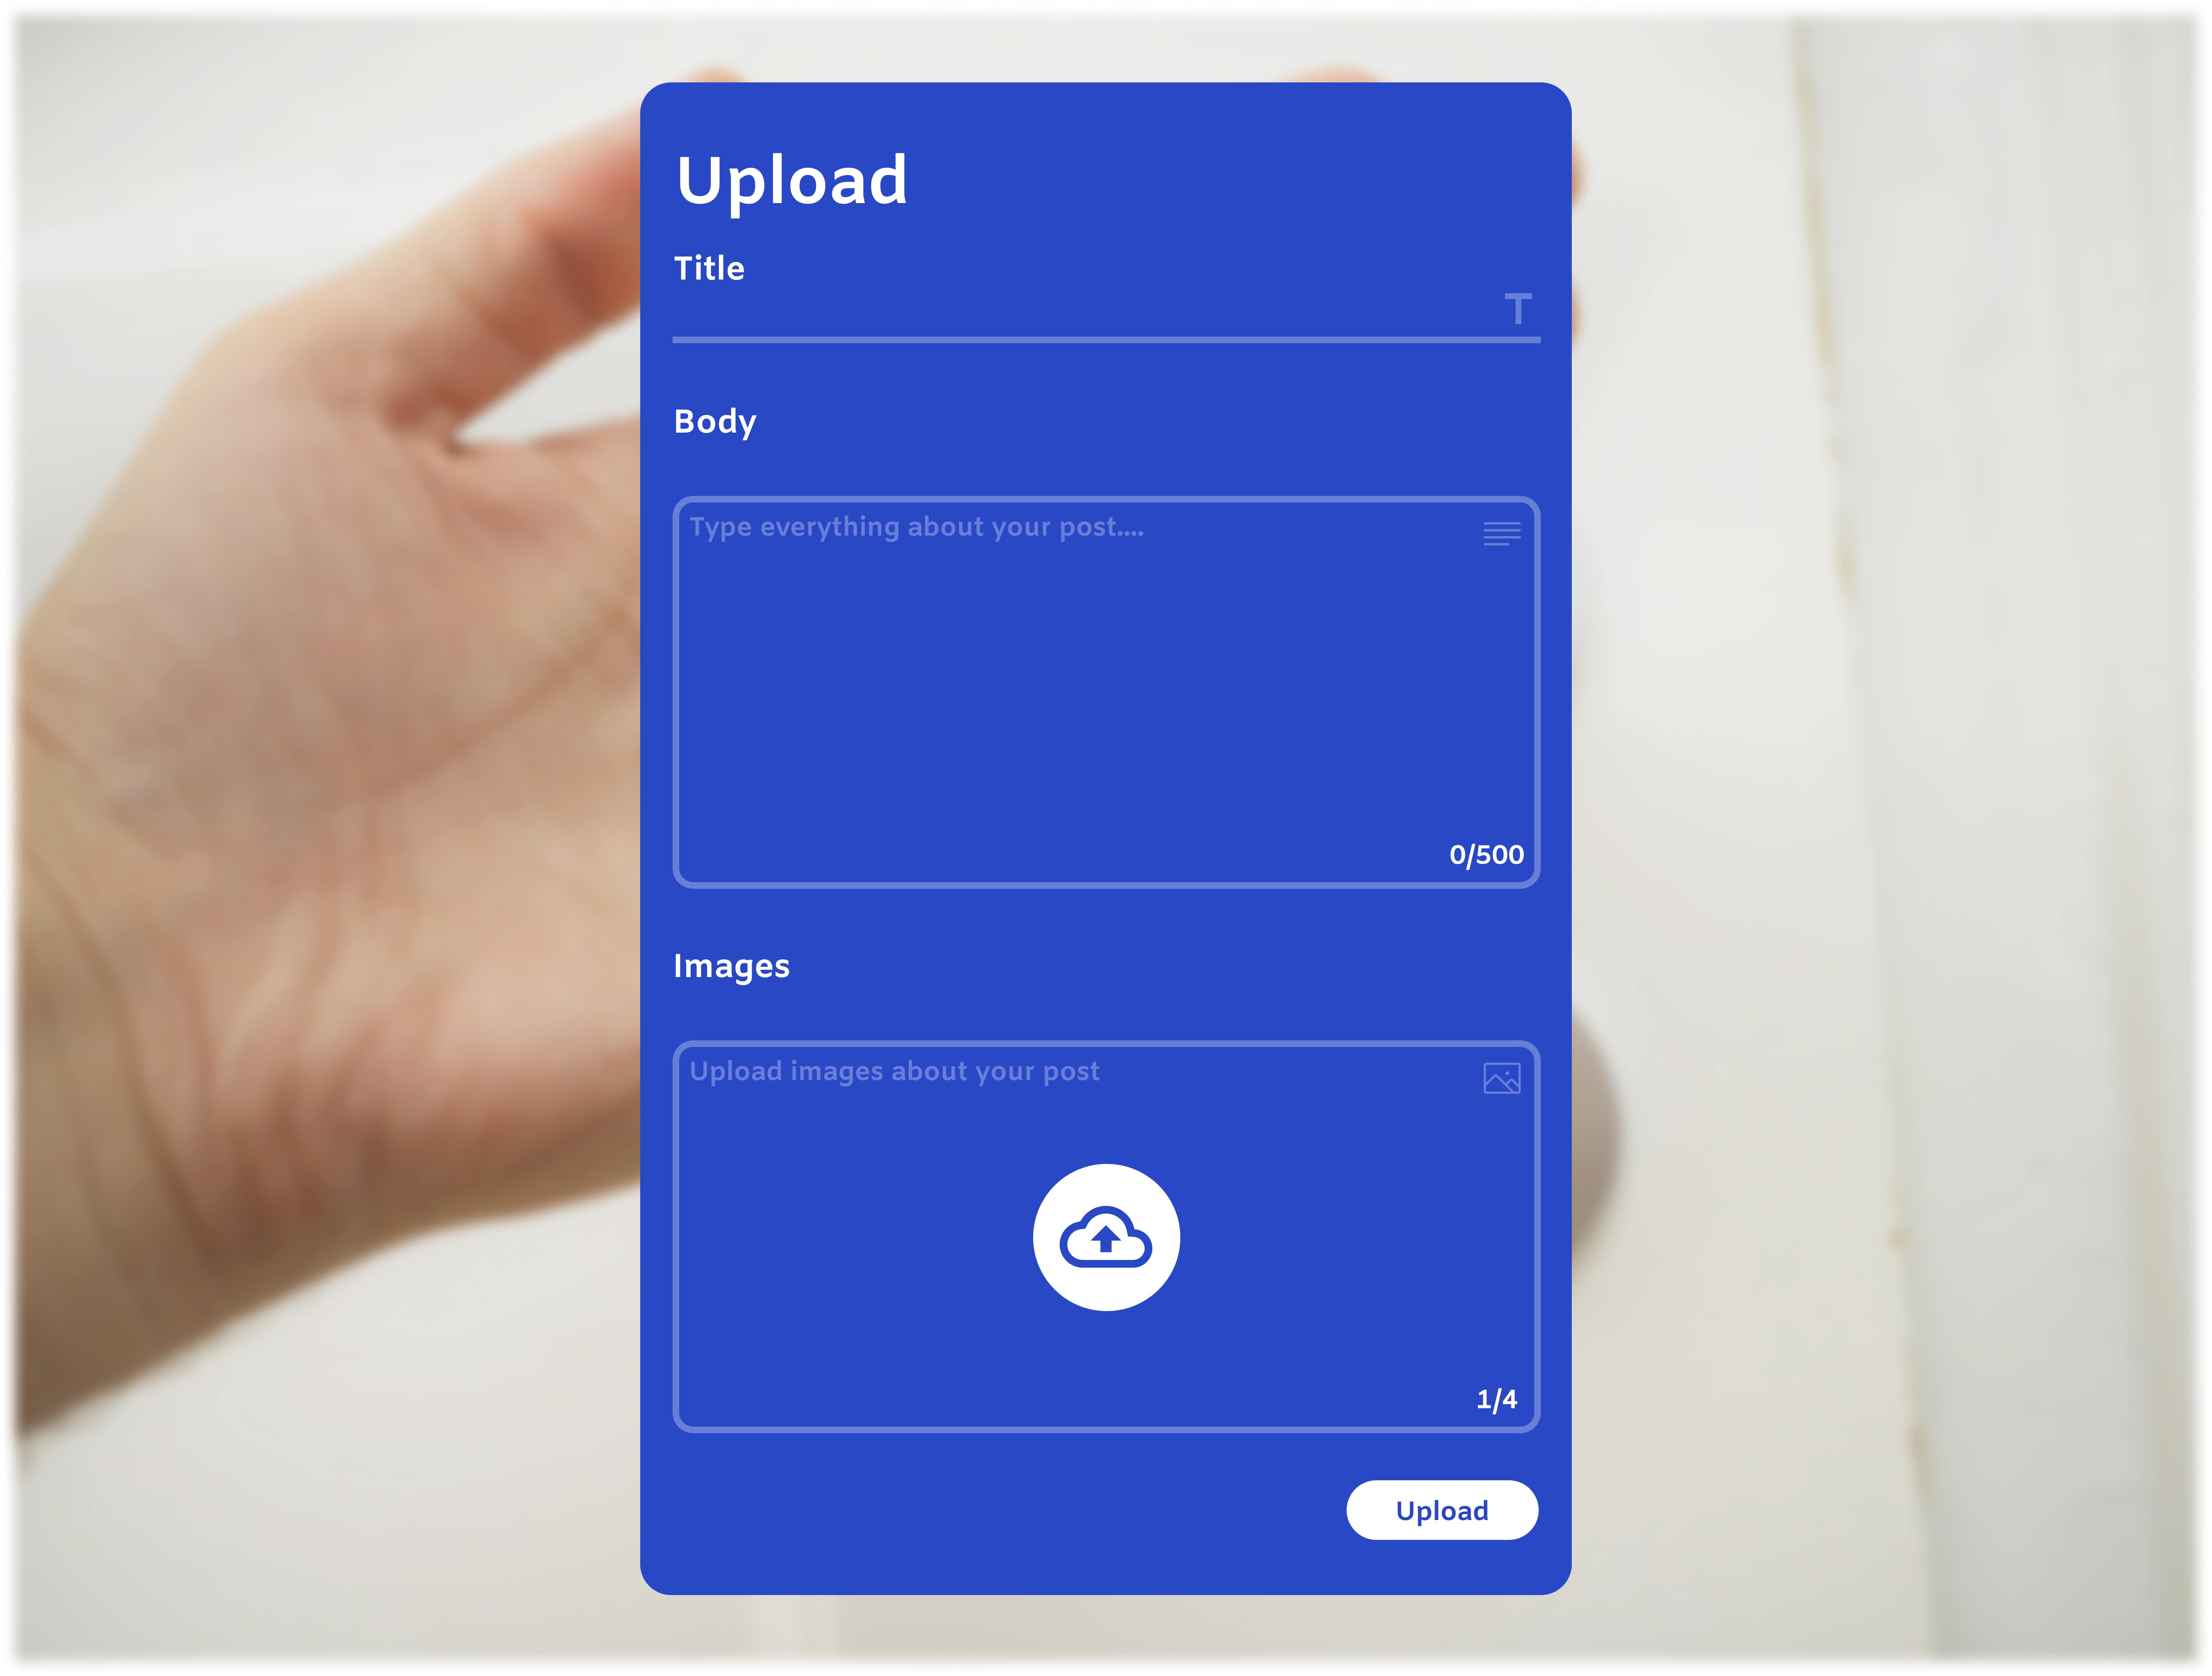 Upload
Title
T
Body
Type everything about your post....
0/500
Images
Upload images about your post
1/4
Upload